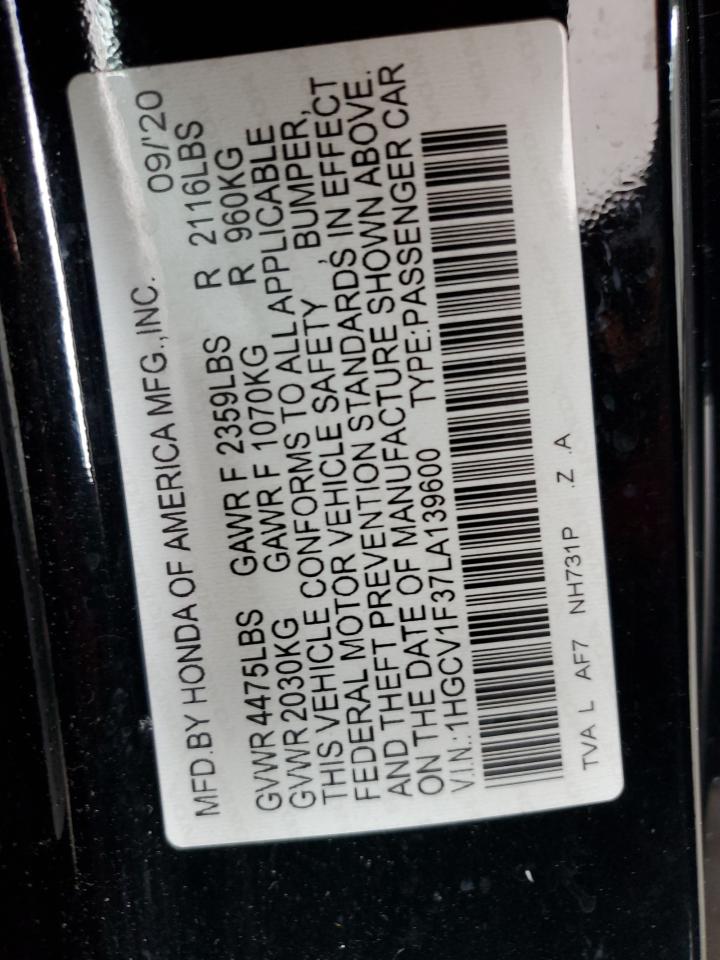 MFD.BY HONDA OF AMERICA MFG.,INC. 09/'20
GVWR 4475LBS GAWR F 2359LBS R 2116LBS
GVWR 2030KG GAWR F 1070KG R 960KG
THIS VEHICLE CONFORMS TO ALL APPLICABLE
FEDERAL MOTOR VEHICLE SAFETY , BUMPER,
AND THEFT PREVENTION STANDARDS IN EFFECT
ON THE DATE OF MANUFACTURE SHOWN ABOVE.
V.I.N.:1HGCV1F37LA139600 TYPE:PASSENGER CAR
TVA L AF7 NH731P .Z .A